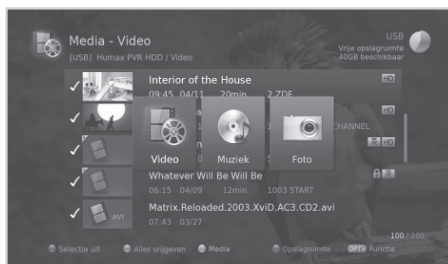 Media - Video
[USB] Humax PVR HDD / Video
USB
Vrije opslagruimte
40GB beschikbaar
Interior of the House
HD
09:45 04/11 20min. 2 ZDF
HD
CHANNEL
HD
Video
Muziek
Foto
Whatever Will Be Will Be
06:15 04/09 12min. 1003 START
AVI
Matrix.Reloaded.2003.XviD.AC3.CD2.avi
07:43 03/27
100 / 100
Selectie uit
Alles vrijgeven
Media
Opslagruimte
OPT+ Functie